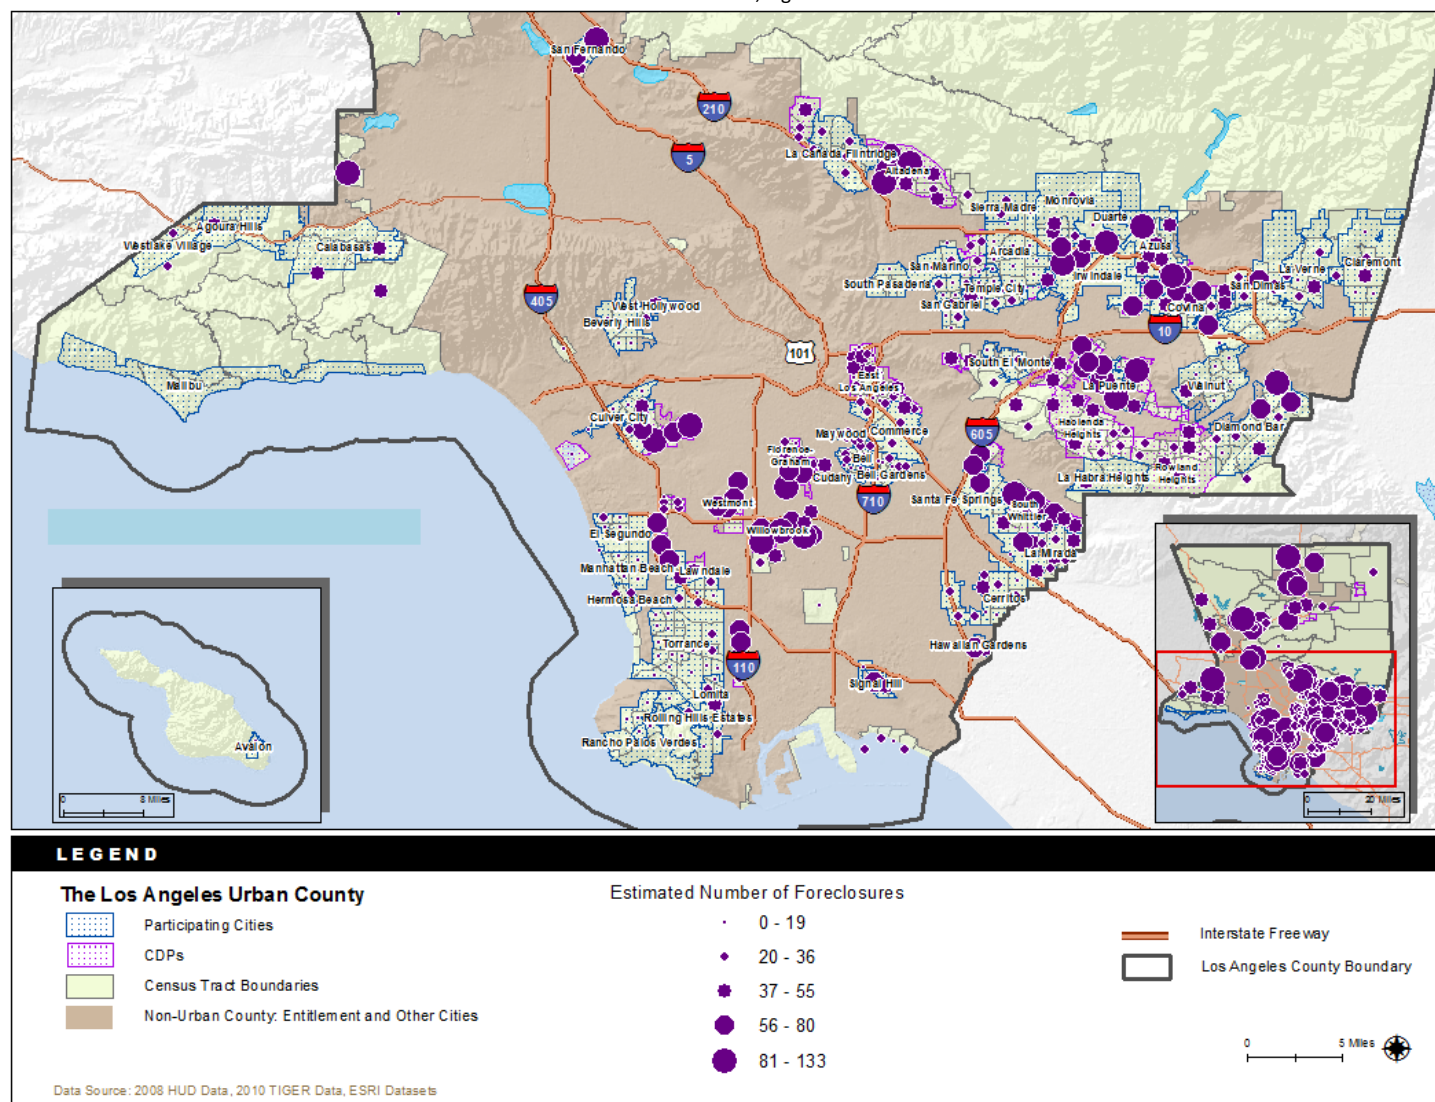 San Fernando
210
5
La Canada Flintridge
Altadena
Sierra Madre
Monrovia
Duarte
Agoura Hills
Westlake Village
Calabasas
Arcadia
Azusa
San Marino
Irwindale
La Verne
Claremont
South Pasadena
Temple City
San Dimas
San Gabriel
Covina
405
West Hollywood
Beverly Hills
10
101
South El Monte
Malibu
East
Los Angeles
La Puente
Walnut
Culver City
Hacienda
Heights
605
Maywood
Commerce
Diamond Bar
Florence-
Graham
Bell
Cudahy
Bell Gardens
La Habra Heights
Rowland
Heights
710
Santa Fe Springs
South
Whittier
Westmont
El Segundo
Willowbrook
La Mirada
Manhattan Beach
Lawndale
Hermosa Beach
Cerritos
Torrance
Hawaiian Gardens
110
Signal Hill
Lomita
Rolling Hills Estates
Rancho Palos Verdes
Avalon
0 8 Miles
0 20 Miles
LEGEND
The Los Angeles Urban County
Participating Cities
CDPs
Census Tract Boundaries
Non-Urban County: Entitlement and Other Cities
Estimated Number of Foreclosures
0 - 19
20 - 36
37 - 55
56 - 80
81 - 133
Interstate Freeway
Los Angeles County Boundary
0 5 Miles
Data Source: 2008 HUD Data, 2010 TIGER Data, ESRI Datasets